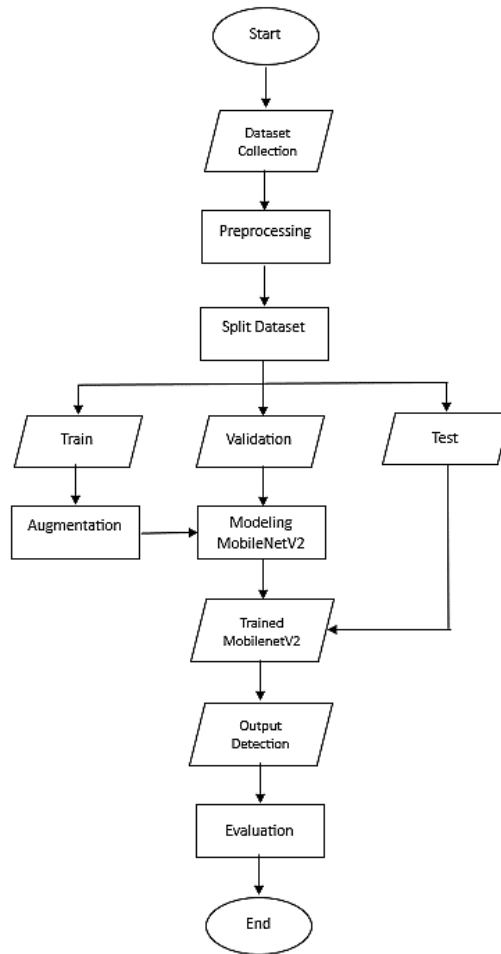 Start
Dataset
Collection
Preprocessing
Split Dataset
Train
Validation
Test
Augmentation
Modeling
MobileNetV2
Trained
MobilenetV2
Output
Detection
Evaluation
End